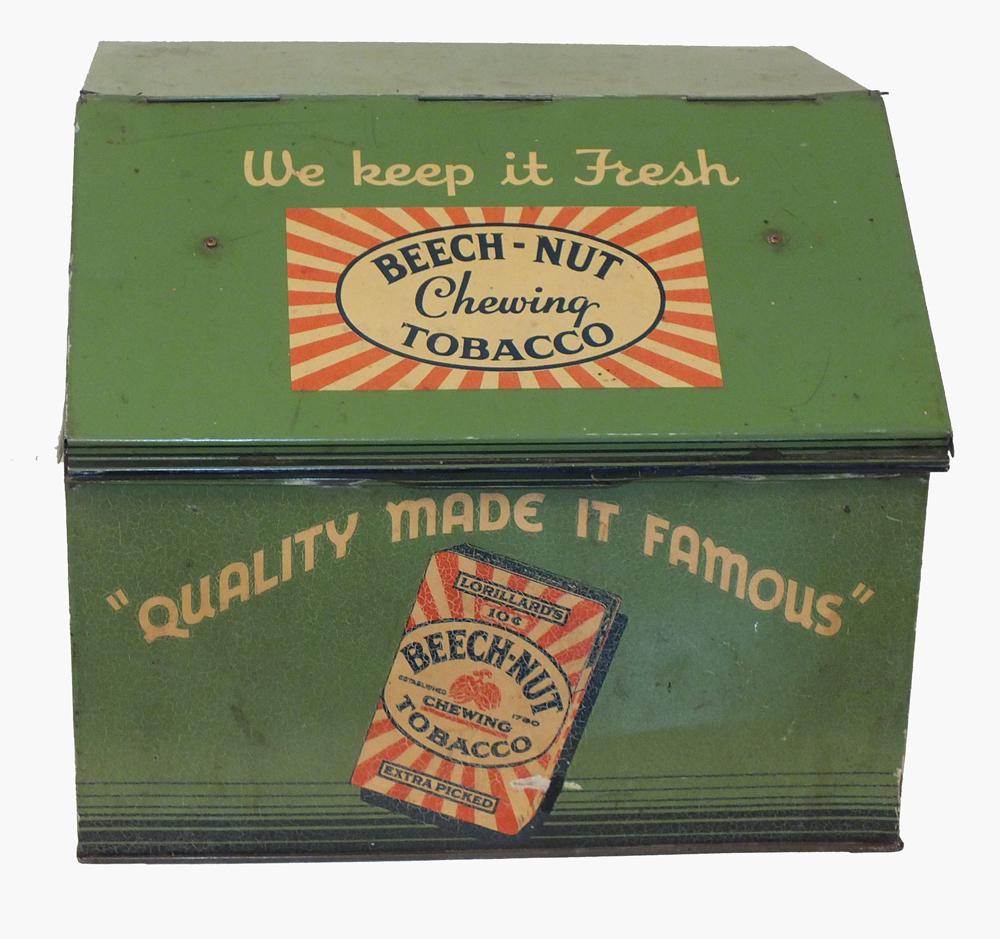 We keep it Fresh
BEECH-NUT
Chewing
TOBACCO
"QUALITY MADE IT FAMOUS"
LORILLARD'S
10¢
BEECH-NUT
ESTABLISHED 1760
CHEWING
TOBACCO
EXTRA PICKED